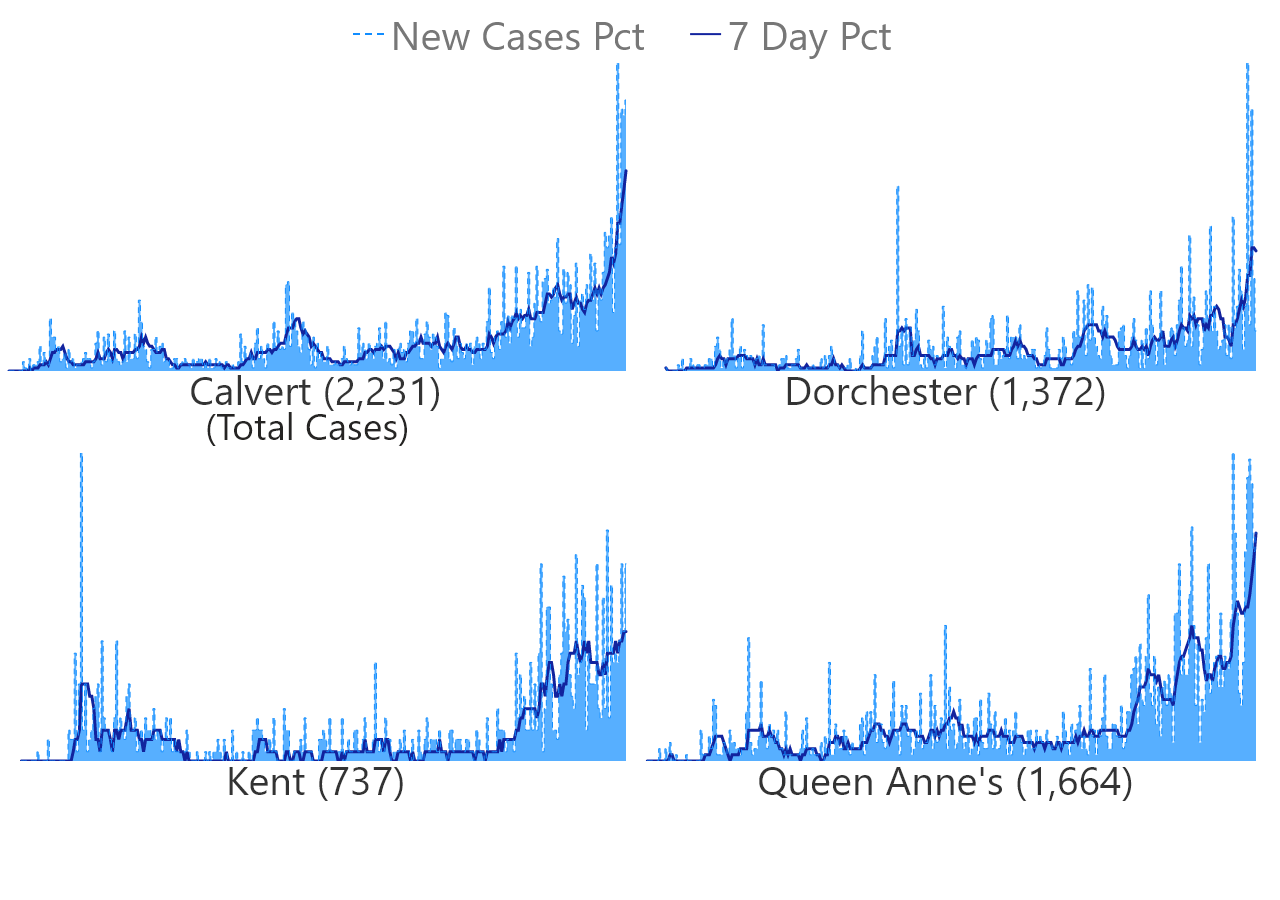 New Cases Pct 7 Day Pct
Calvert (2,231) Dorchester (1,372)
(Total Cases)
Kent (737) Queen Anne's (1,664)